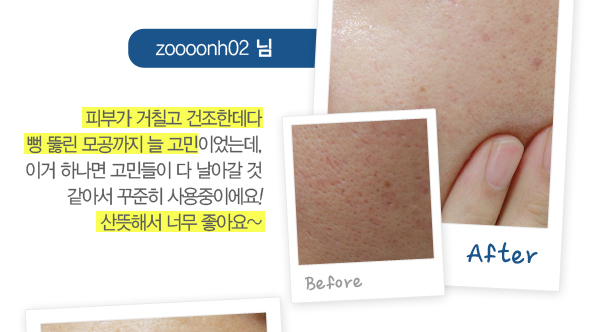 zoooonh02 님
피부가 거칠고 건조한데다
뻥 뚫린 모공까지 늘 고민이었는데,
이거 하나면 고민들이 다 날아갈 것
같아서 꾸준히 사용중이에요!
산뜻해서 너무 좋아요~
Before
After